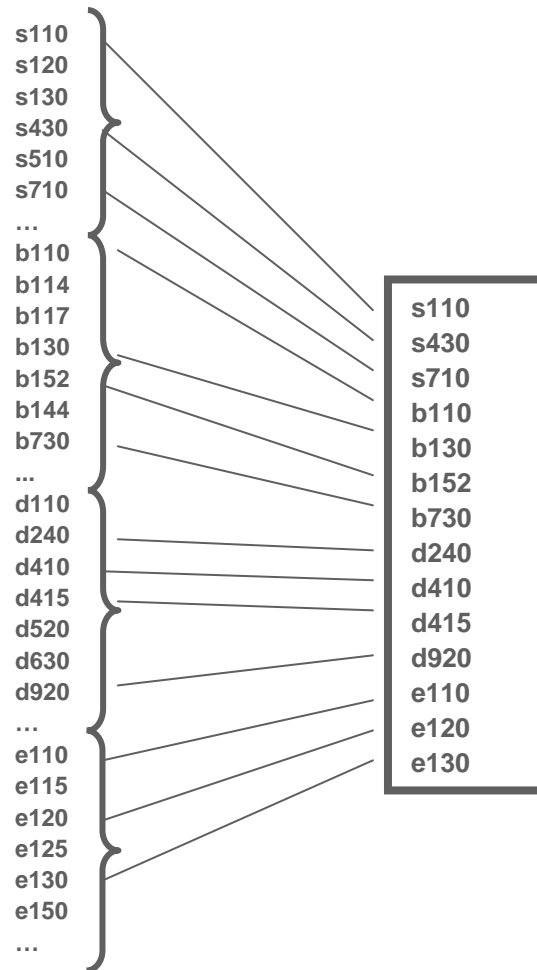 s110
s120
s130
s430
s510
s710
…
b110
b114
b117
b130
b152
b144
b730
...
d110
d240
d410
d415
d520
d630
d920
…
e110
e115
e120
e125
e130
e150
…
s110
s430
s710
b110
b130
b152
b730
d240
d410
d415
d920
e110
e120
e130